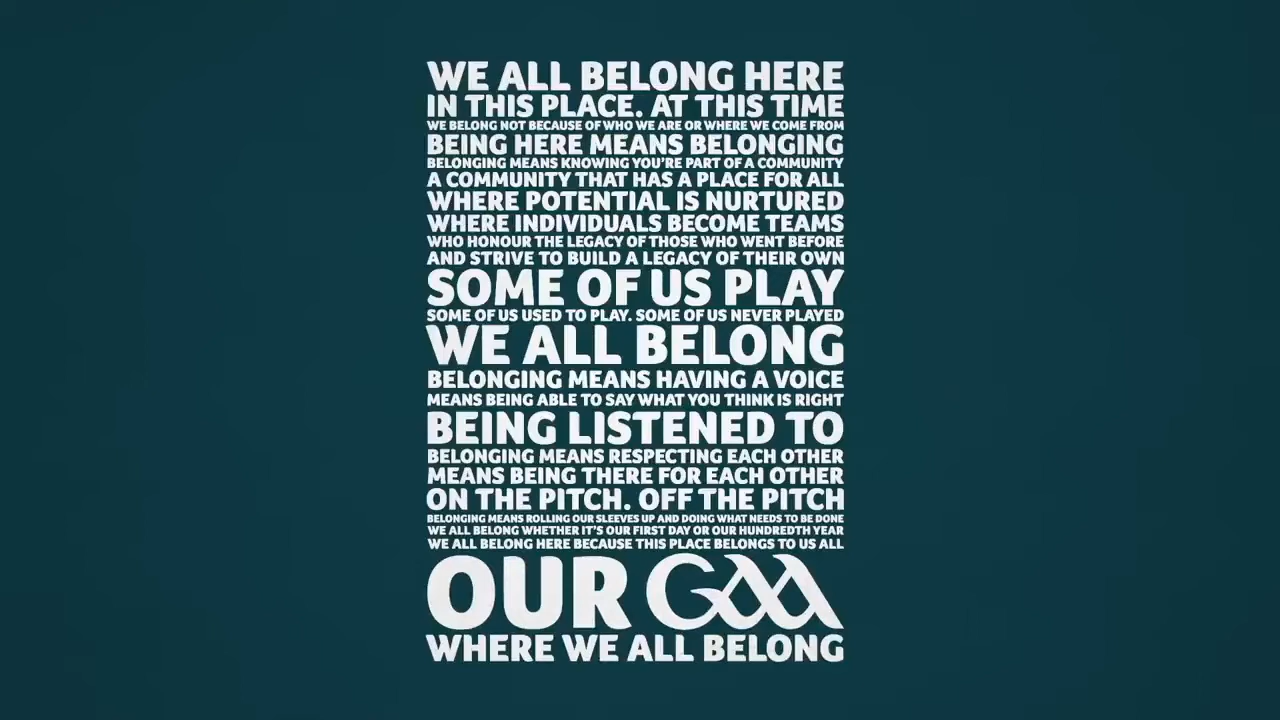 WE ALL BELONG HERE
IN THIS PLACE. AT THIS TIME
WE BELONG NOT BECAUSE OF WHO WE ARE OR WHERE WE COME FROM
BEING HERE MEANS BELONGING
BELONGING MEANS KNOWING YOU'RE PART OF A COMMUNITY
A COMMUNITY THAT HAS A PLACE FOR ALL
WHERE POTENTIAL IS NURTURED
WHERE INDIVIDUALS BECOME TEAMS
WHO HONOUR THE LEGACY OF THOSE WHO WENT BEFORE
AND STRIVE TO BUILD A LEGACY OF THEIR OWN
SOME OF US PLAY
SOME OF US USED TO PLAY. SOME OF US NEVER PLAYED
WE ALL BELONG
BELONGING MEANS HAVING A VOICE
MEANS BEING ABLE TO SAY WHAT YOU THINK IS RIGHT
BEING LISTENED TO
BELONGING MEANS RESPECTING EACH OTHER
MEANS BEING THERE FOR EACH OTHER
ON THE PITCH. OFF THE PITCH
BELONGING MEANS ROLLING OUR SLEEVES UP AND DOING WHAT NEEDS TO BE DONE
WE ALL BELONG WHETHER IT'S OUR FIRST DAY OR OUR HUNDREDTH YEAR
WE ALL BELONG HERE BECAUSE THIS PLACE BELONGS TO US ALL
OUR GAA
WHERE WE ALL BELONG